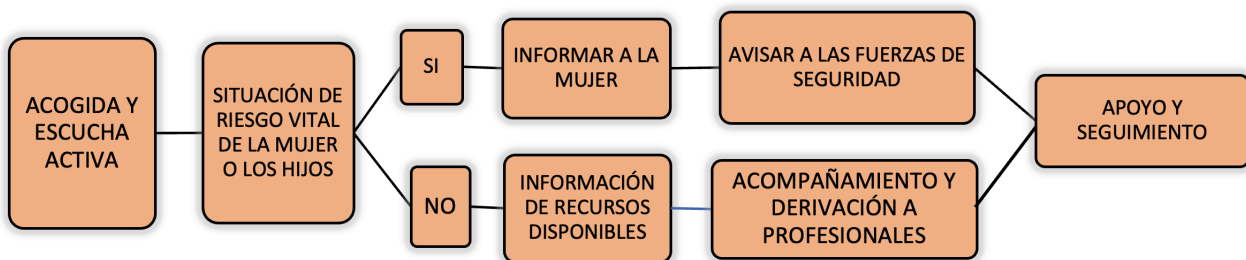 ACOGIDA Y
ESCUCHA
ACTIVA
SITUACIÓN DE
RIESGO VITAL
DE LA MUJER
O LOS HIJOS
SI
INFORMAR A LA
MUJER
AVISAR A LAS FUERZAS DE
SEGURIDAD
NO
INFORMACIÓN
DE RECURSOS
DISPONIBLES
ACOMPAÑAMIENTO Y
DERIVACIÓN A
PROFESIONALES
APOYO Y
SEGUIMIENTO